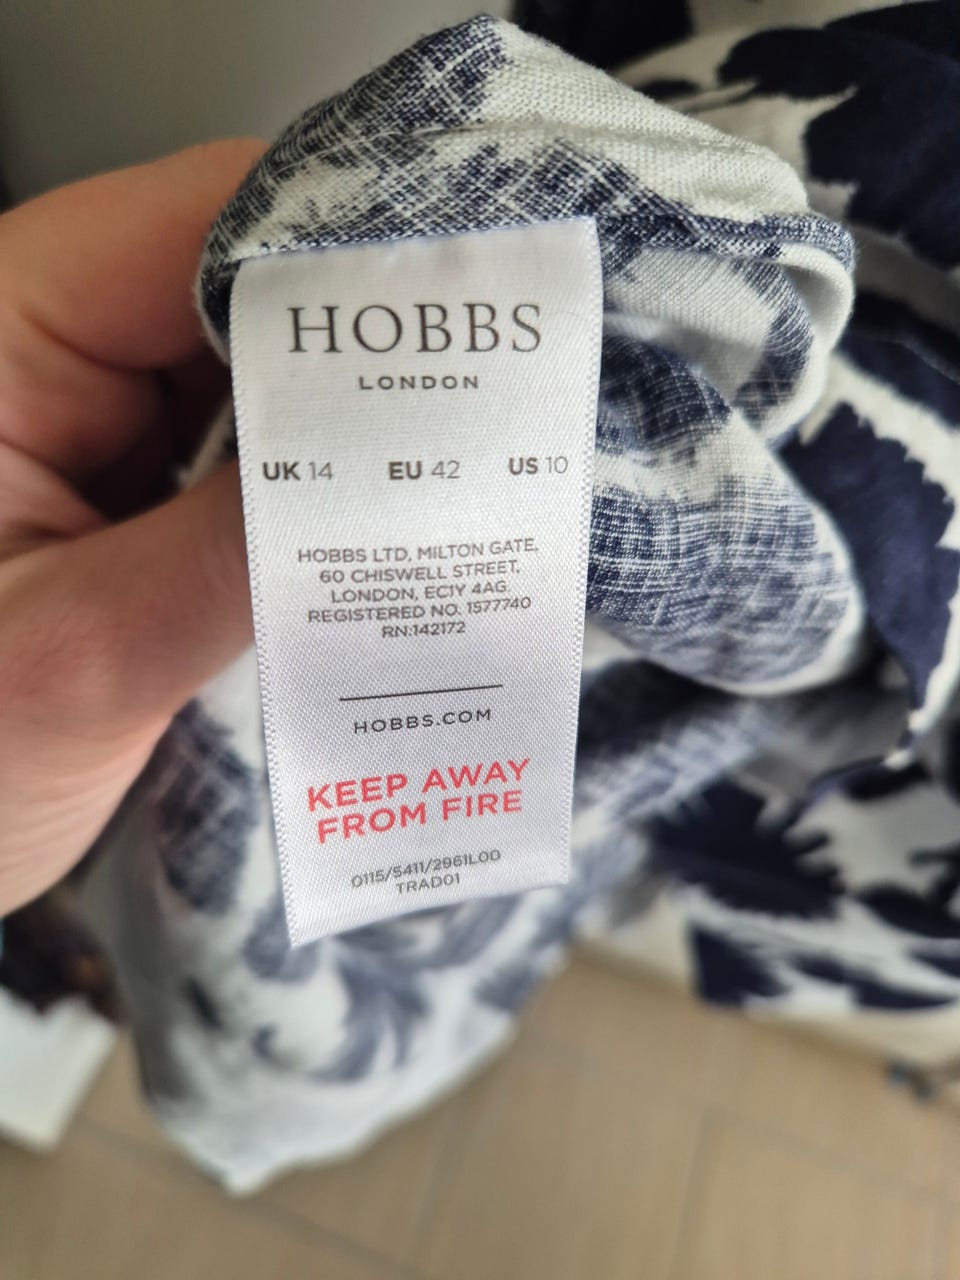 HOBBS
LONDON
UK 14 EU 42 US 10
HOBBS LTD, MILTON GATE,
60 CHISWELL STREET,
LONDON, EC1Y 4AG.
REGISTERED NO. 1577740
RN:142172
HOBBS.COM
KEEP AWAY
FROM FIRE
0115/5411/2961L00
TRAD01